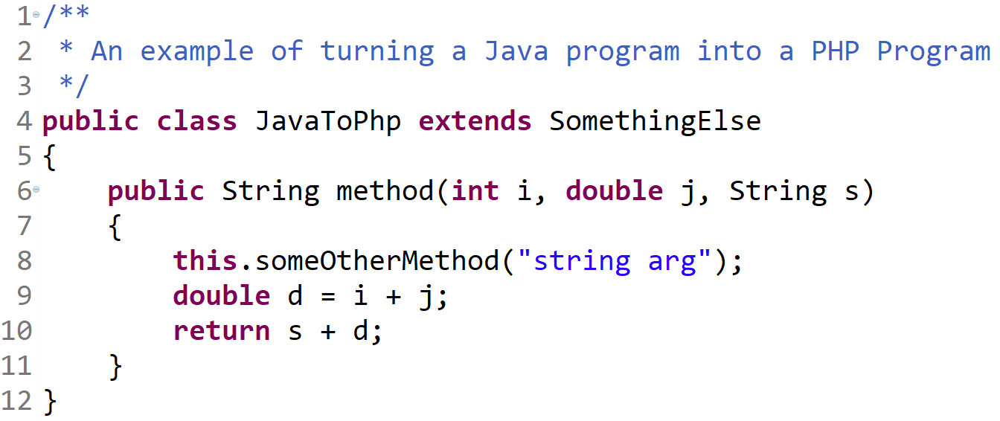 1 /**
2  * An example of turning a Java program into a PHP Program
3  */
4 public class JavaToPhp extends SomethingElse
5 {
6     public String method(int i, double j, String s)
7     {
8         this.someOtherMethod("string arg");
9         double d = i + j;
10         return s + d;
11     }
12 }